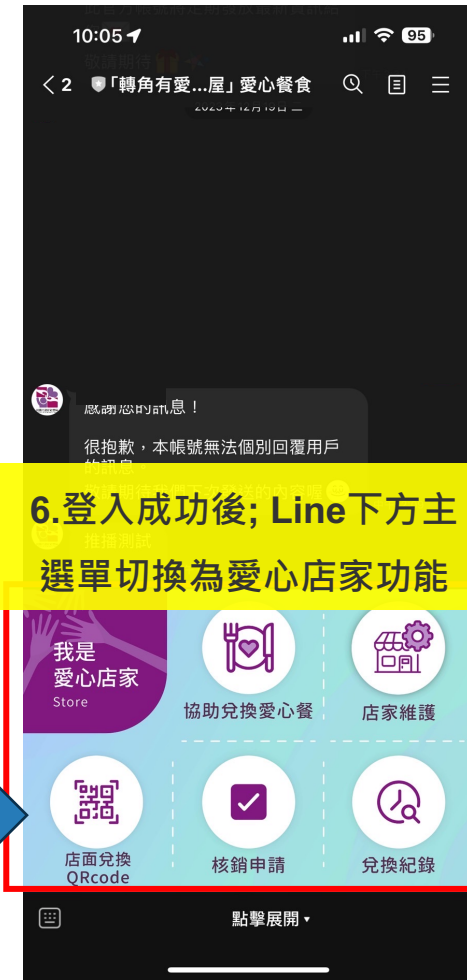 10:05
95
2
「轉角有愛...屋」愛心餐食
感謝您的訊息！
很抱歉，本帳號無法個別回覆用戶
的訊息。
6.登入成功後; Line下方主
選單切換為愛心店家功能
推播測試
我是
愛心店家
Store
協助兌換愛心餐
店家維護
店面兌換
QRcode
核銷申請
兌換紀錄
點擊展開